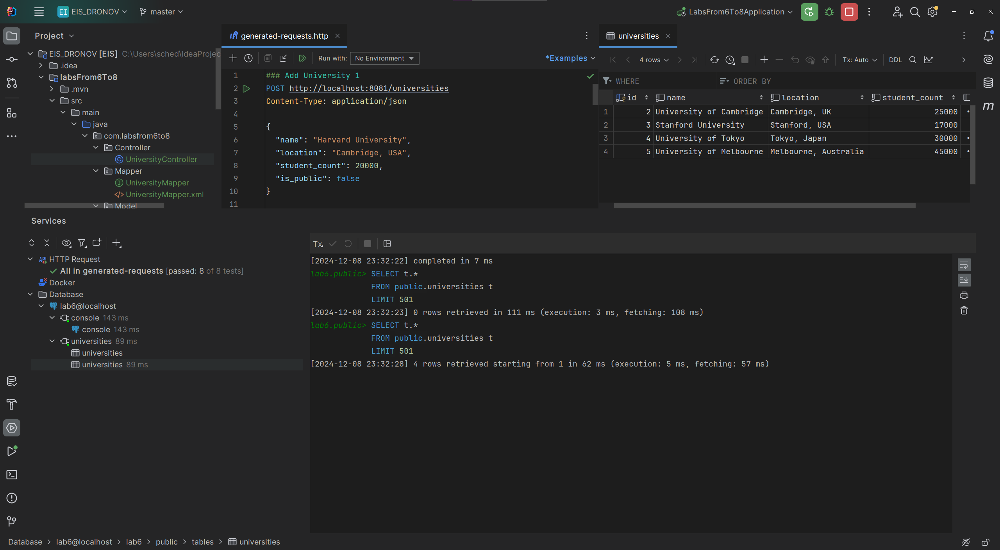 EI EIS_DRONOV master LabsFrom6To8Application
Project
EIS_DRONOV [EIS] C:\Users\sched\IdeaProjec
.idea
labsFrom6To8
.mvn
src
main
java
com.labsfrom6to8
Controller
UniversityController
Mapper
UniversityMapper
UniversityMapper.xml
Model
generated-requests.http
Run with: No Environment *Examples
1 ### Add University 1
2 POST http://localhost:8081/universities
3 Content-Type: application/json
4
5 {
6 "name": "Harvard University",
7 "location": "Cambridge, USA",
8 "student_count": 20000,
9 "is_public": false
10 }
11
universities
4 rows Tx: Auto DDL
WHERE ORDER BY
id name location student_count
1 2 University of Cambridge Cambridge, UK 25000
2 3 Stanford University Stanford, USA 17000
3 4 University of Tokyo Tokyo, Japan 30000
4 5 University of Melbourne Melbourne, Australia 45000
Services
HTTP Request
All in generated-requests [passed: 8 of 8 tests]
Docker
Database
lab6@localhost
console 143 ms
console 143 ms
universities 89 ms
universities
universities 89 ms
Tx
[2024-12-08 23:32:22] completed in 7 ms
lab6.public> SELECT t.*
FROM public.universities t
LIMIT 501
[2024-12-08 23:32:23] 0 rows retrieved in 111 ms (execution: 3 ms, fetching: 108 ms)
lab6.public> SELECT t.*
FROM public.universities t
LIMIT 501
[2024-12-08 23:32:28] 4 rows retrieved starting from 1 in 62 ms (execution: 5 ms, fetching: 57 ms)
Database > lab6@localhost > lab6 > public > tables > universities